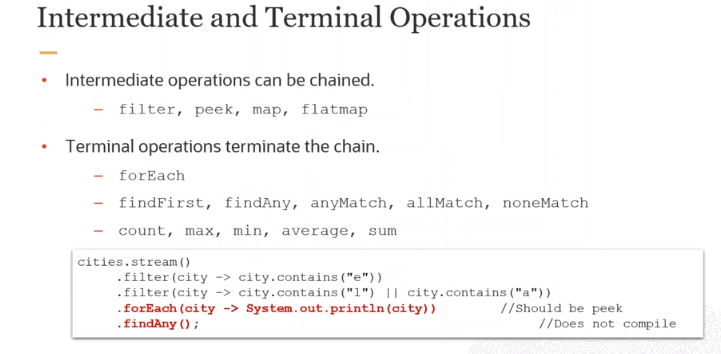 Intermediate and Terminal Operations
• Intermediate operations can be chained.
– filter, peek, map, flatmap
• Terminal operations terminate the chain.
– forEach
– findFirst, findAny, anyMatch, allMatch, noneMatch
– count, max, min, average, sum
cities.stream()
.filter(city -> city.contains("e"))
.filter(city -> city.contains("l") || city.contains("a"))
.forEach(city -> System.out.println(city)) //Should be peek
.findAny(); //Does not compile